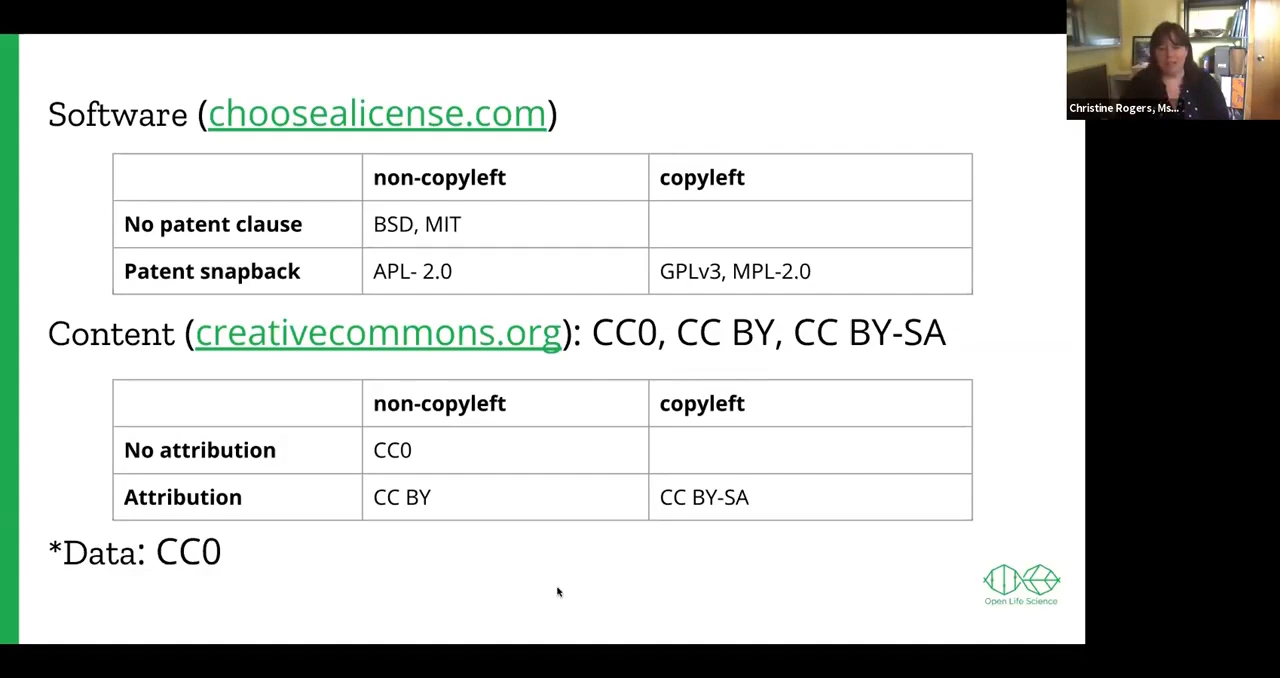 Christine Rogers, Ms...
Software (choosealicense.com)
non-copyleft copyleft
No patent clause BSD, MIT
Patent snapback APL- 2.0 GPLv3, MPL-2.0
Content (creativecommons.org): CC0, CC BY, CC BY-SA
non-copyleft copyleft
No attribution CC0
Attribution CC BY CC BY-SA
*Data: CC0
Open Life Science